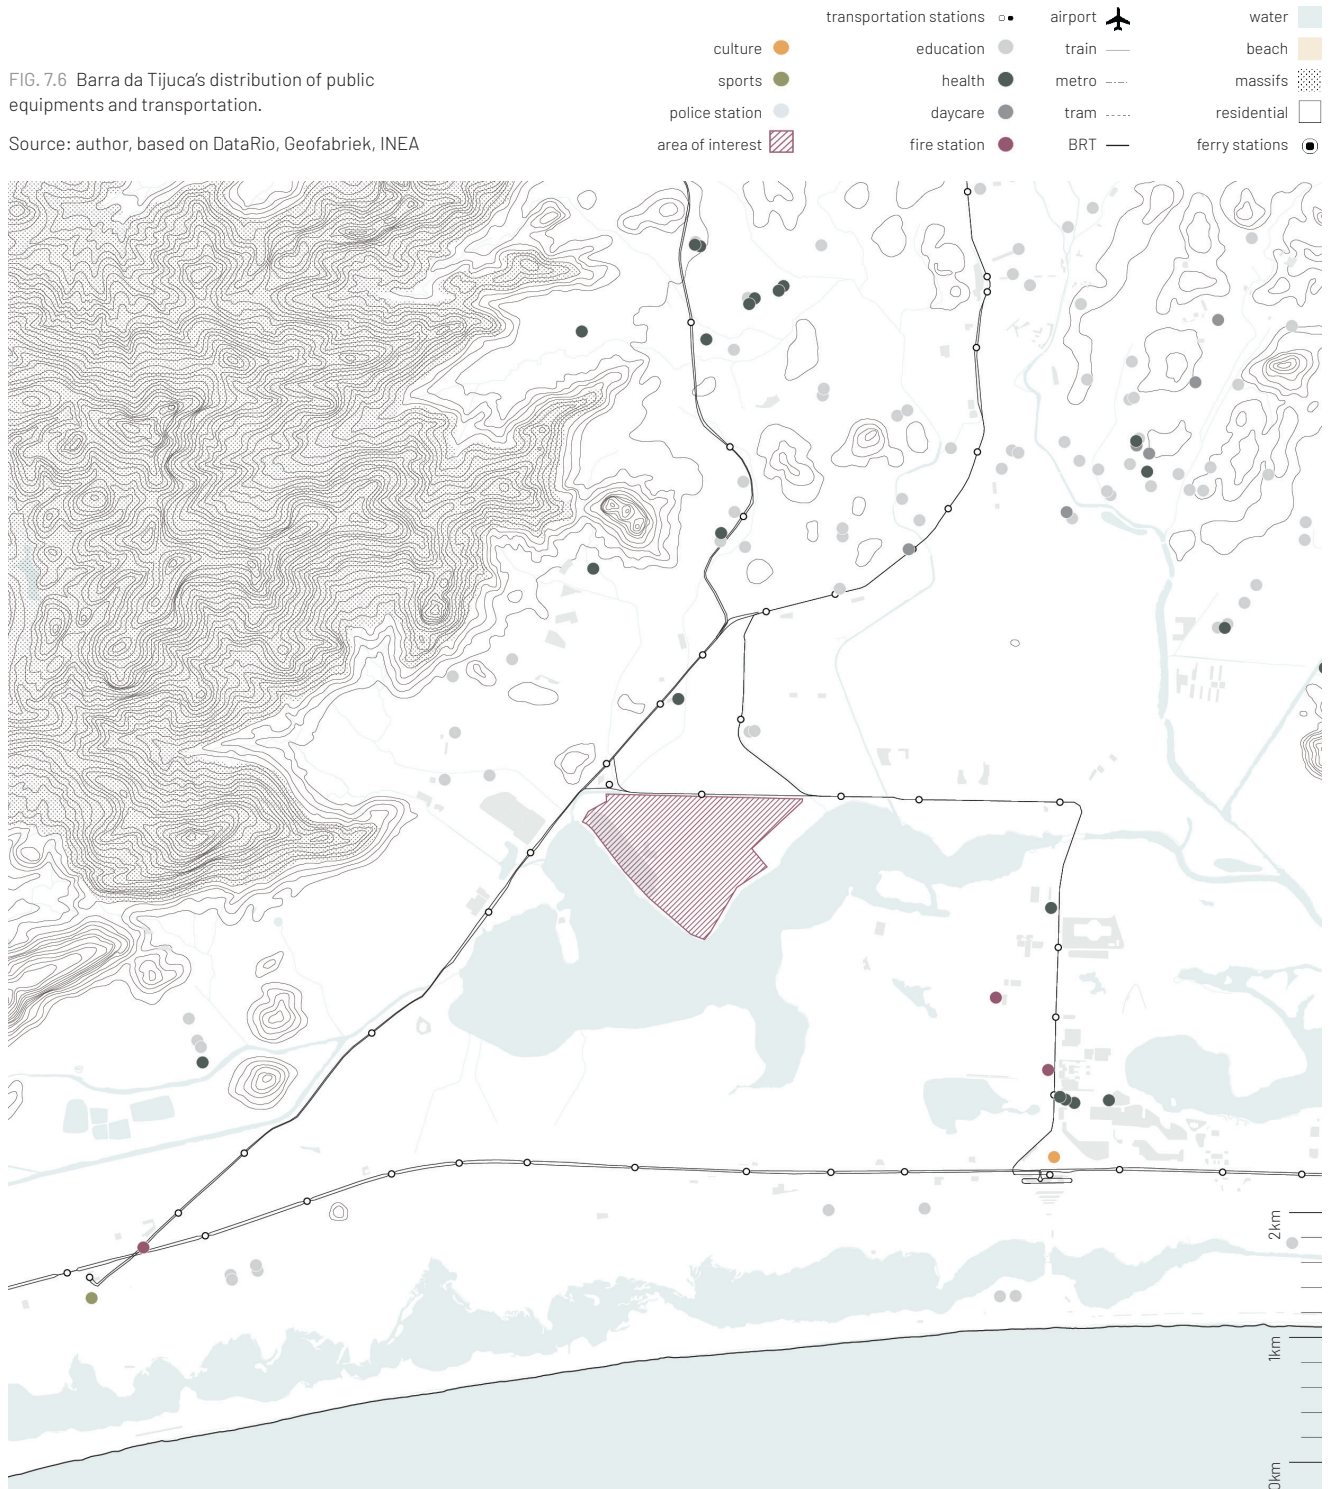 FIG. 7.6 Barra da Tijuca's distribution of public
equipments and transportation.
Source: author, based on DataRio, Geofabriek, INEA
culture
sports
police station
area of interest
transportation stations
education
health
daycare
fire station
airport
train
metro
tram
BRT
water
beach
massifs
residential
ferry stations
2km
1km
0km